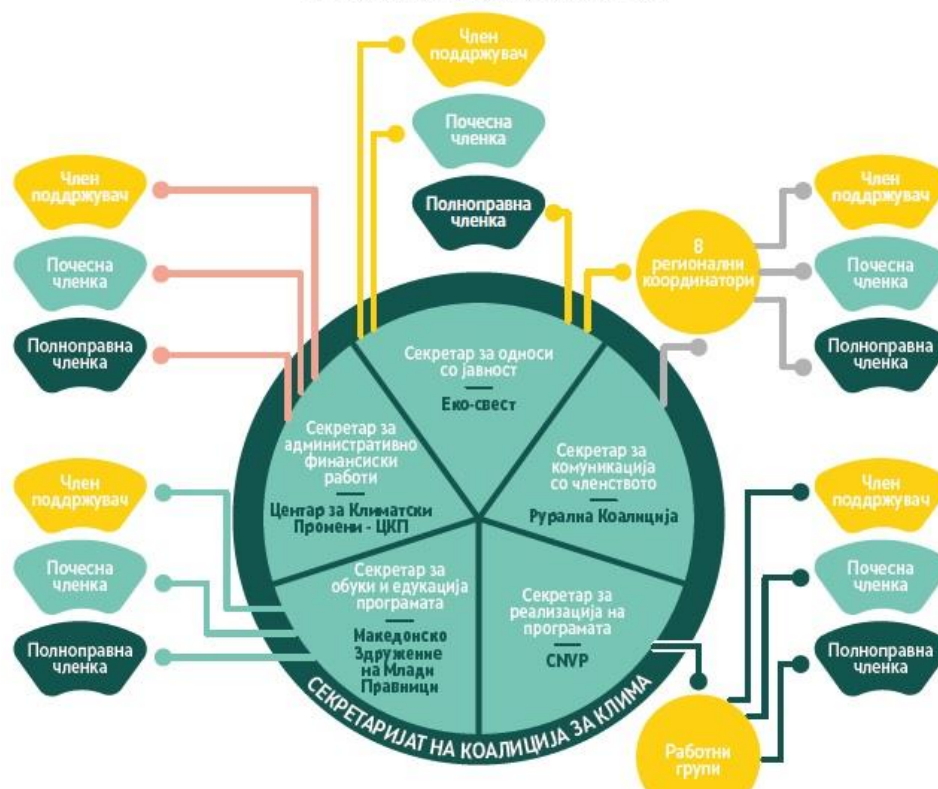 Член
поддржувач
Почесна
членка
Полноправна
членка
Член
поддржувач
Почесна
членка
Полноправна
членка
8
регионални
координатори
Член
поддржувач
Почесна
членка
Полноправна
членка
Секретар за односи
со јавност
Еко-свест
Секретар за
административно
финансиски
работи
Центар за Климатски
Промени - ЦКП
Секретар за
комуникација
со членството
Рурална Коалиција
Член
поддржувач
Почесна
членка
Полноправна
членка
Секретар за
обуки и едукација
програмата
Македонско
Здружение
на Млади
Правници
Секретар за
реализација на
програмата
CNVP
Член
поддржувач
Почесна
членка
Полноправна
членка
СЕКРЕТАРИЈАТ НА КОАЛИЦИЈА ЗА КЛИМА
Работни
групи